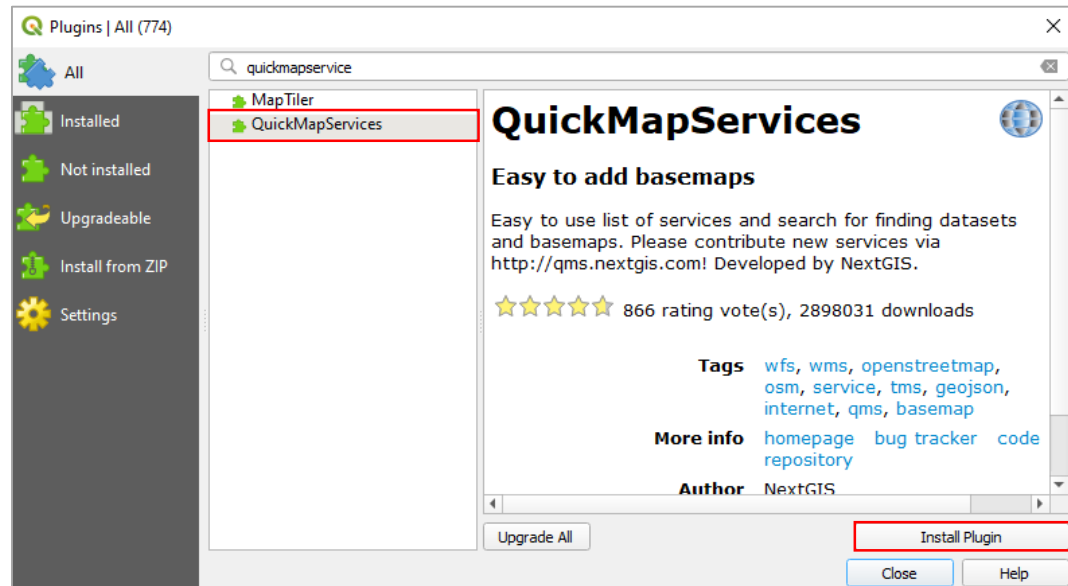 Plugins | All (774)
All
Installed
Not installed
Upgradeable
Install from ZIP
Settings
quickmapservice
MapTiler
QuickMapServices
QuickMapServices
Easy to add basemaps
Easy to use list of services and search for finding datasets
and basemaps. Please contribute new services via
http://qms.nextgis.com! Developed by NextGIS.
866 rating vote(s), 2898031 downloads
Tags wfs, wms, openstreetmap,
osm, service, tms, geojson,
internet, qms, basemap
More info homepage bug tracker code
repository
Author NextGIS
Upgrade All
Install Plugin
Close
Help